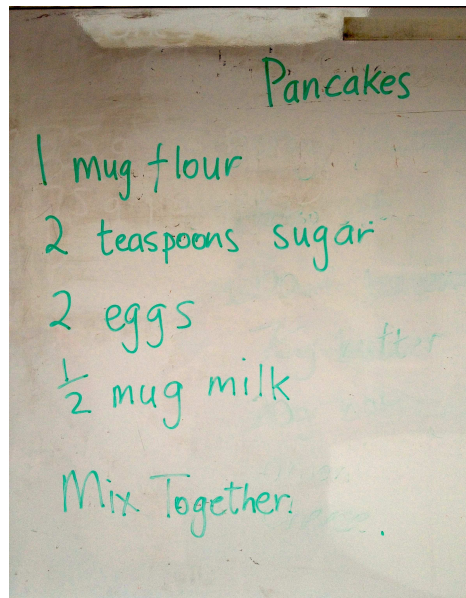 Pancakes
1 mug flour
2 teaspoons sugar
2 eggs
½ mug milk
Mix Together.